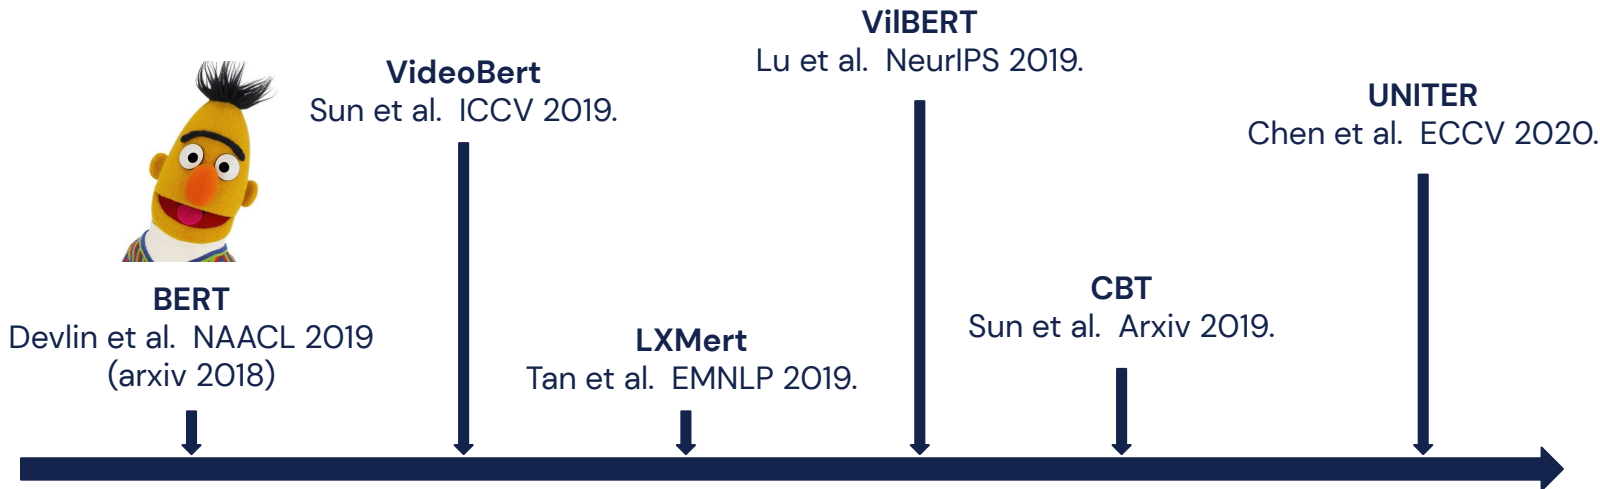 BERT
Devlin et al. NAACL 2019
(arxiv 2018)
VideoBert
Sun et al. ICCV 2019.
LXMert
Tan et al. EMNLP 2019.
VilBERT
Lu et al. NeurIPS 2019.
CBT
Sun et al. Arxiv 2019.
UNITER
Chen et al. ECCV 2020.